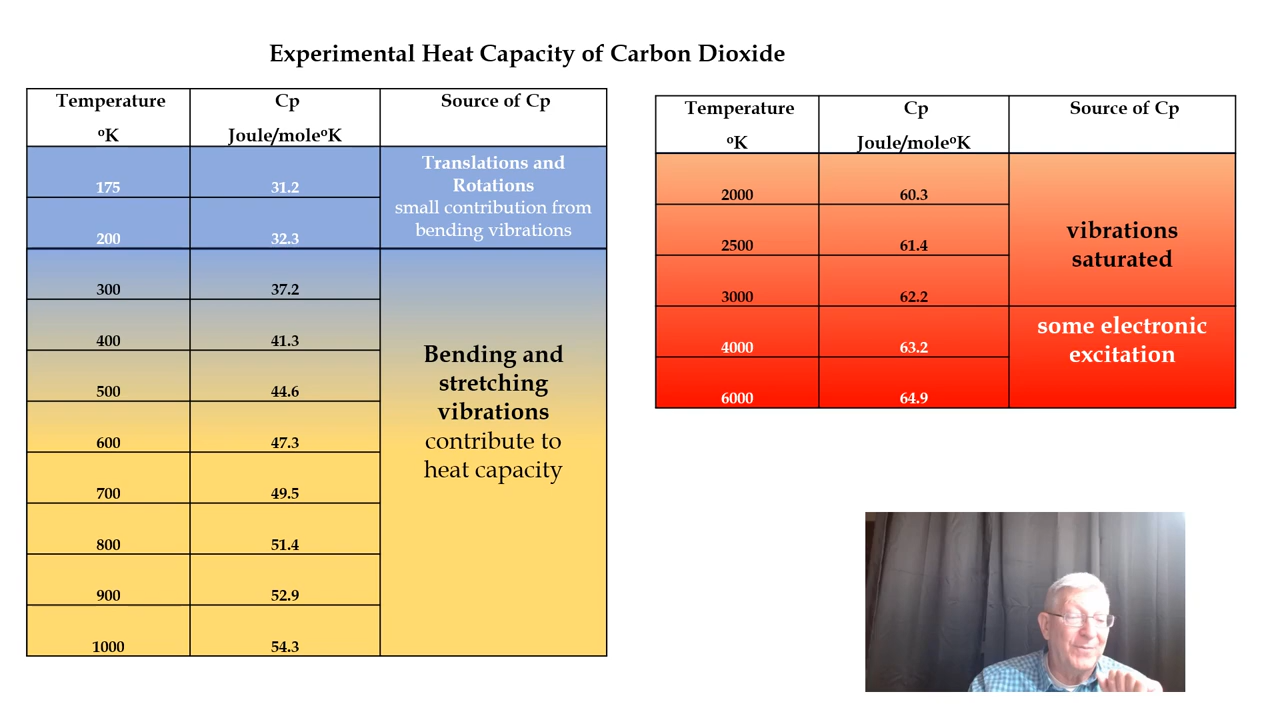 Experimental Heat Capacity of Carbon Dioxide
Temperature
ᵒK
Cp
Joule/moleᵒK
Source of Cp
175
31.2
Translations and
Rotations
small contribution from
bending vibrations
200
32.3
300
37.2
400
41.3
500
44.6
600
47.3
700
49.5
800
51.4
900
52.9
1000
54.3
Bending and
stretching
vibrations
contribute to
heat capacity
Temperature
ᵒK
Cp
Joule/moleᵒK
Source of Cp
2000
60.3
2500
61.4
3000
62.2
vibrations
saturated
4000
63.2
6000
64.9
some electronic
excitation